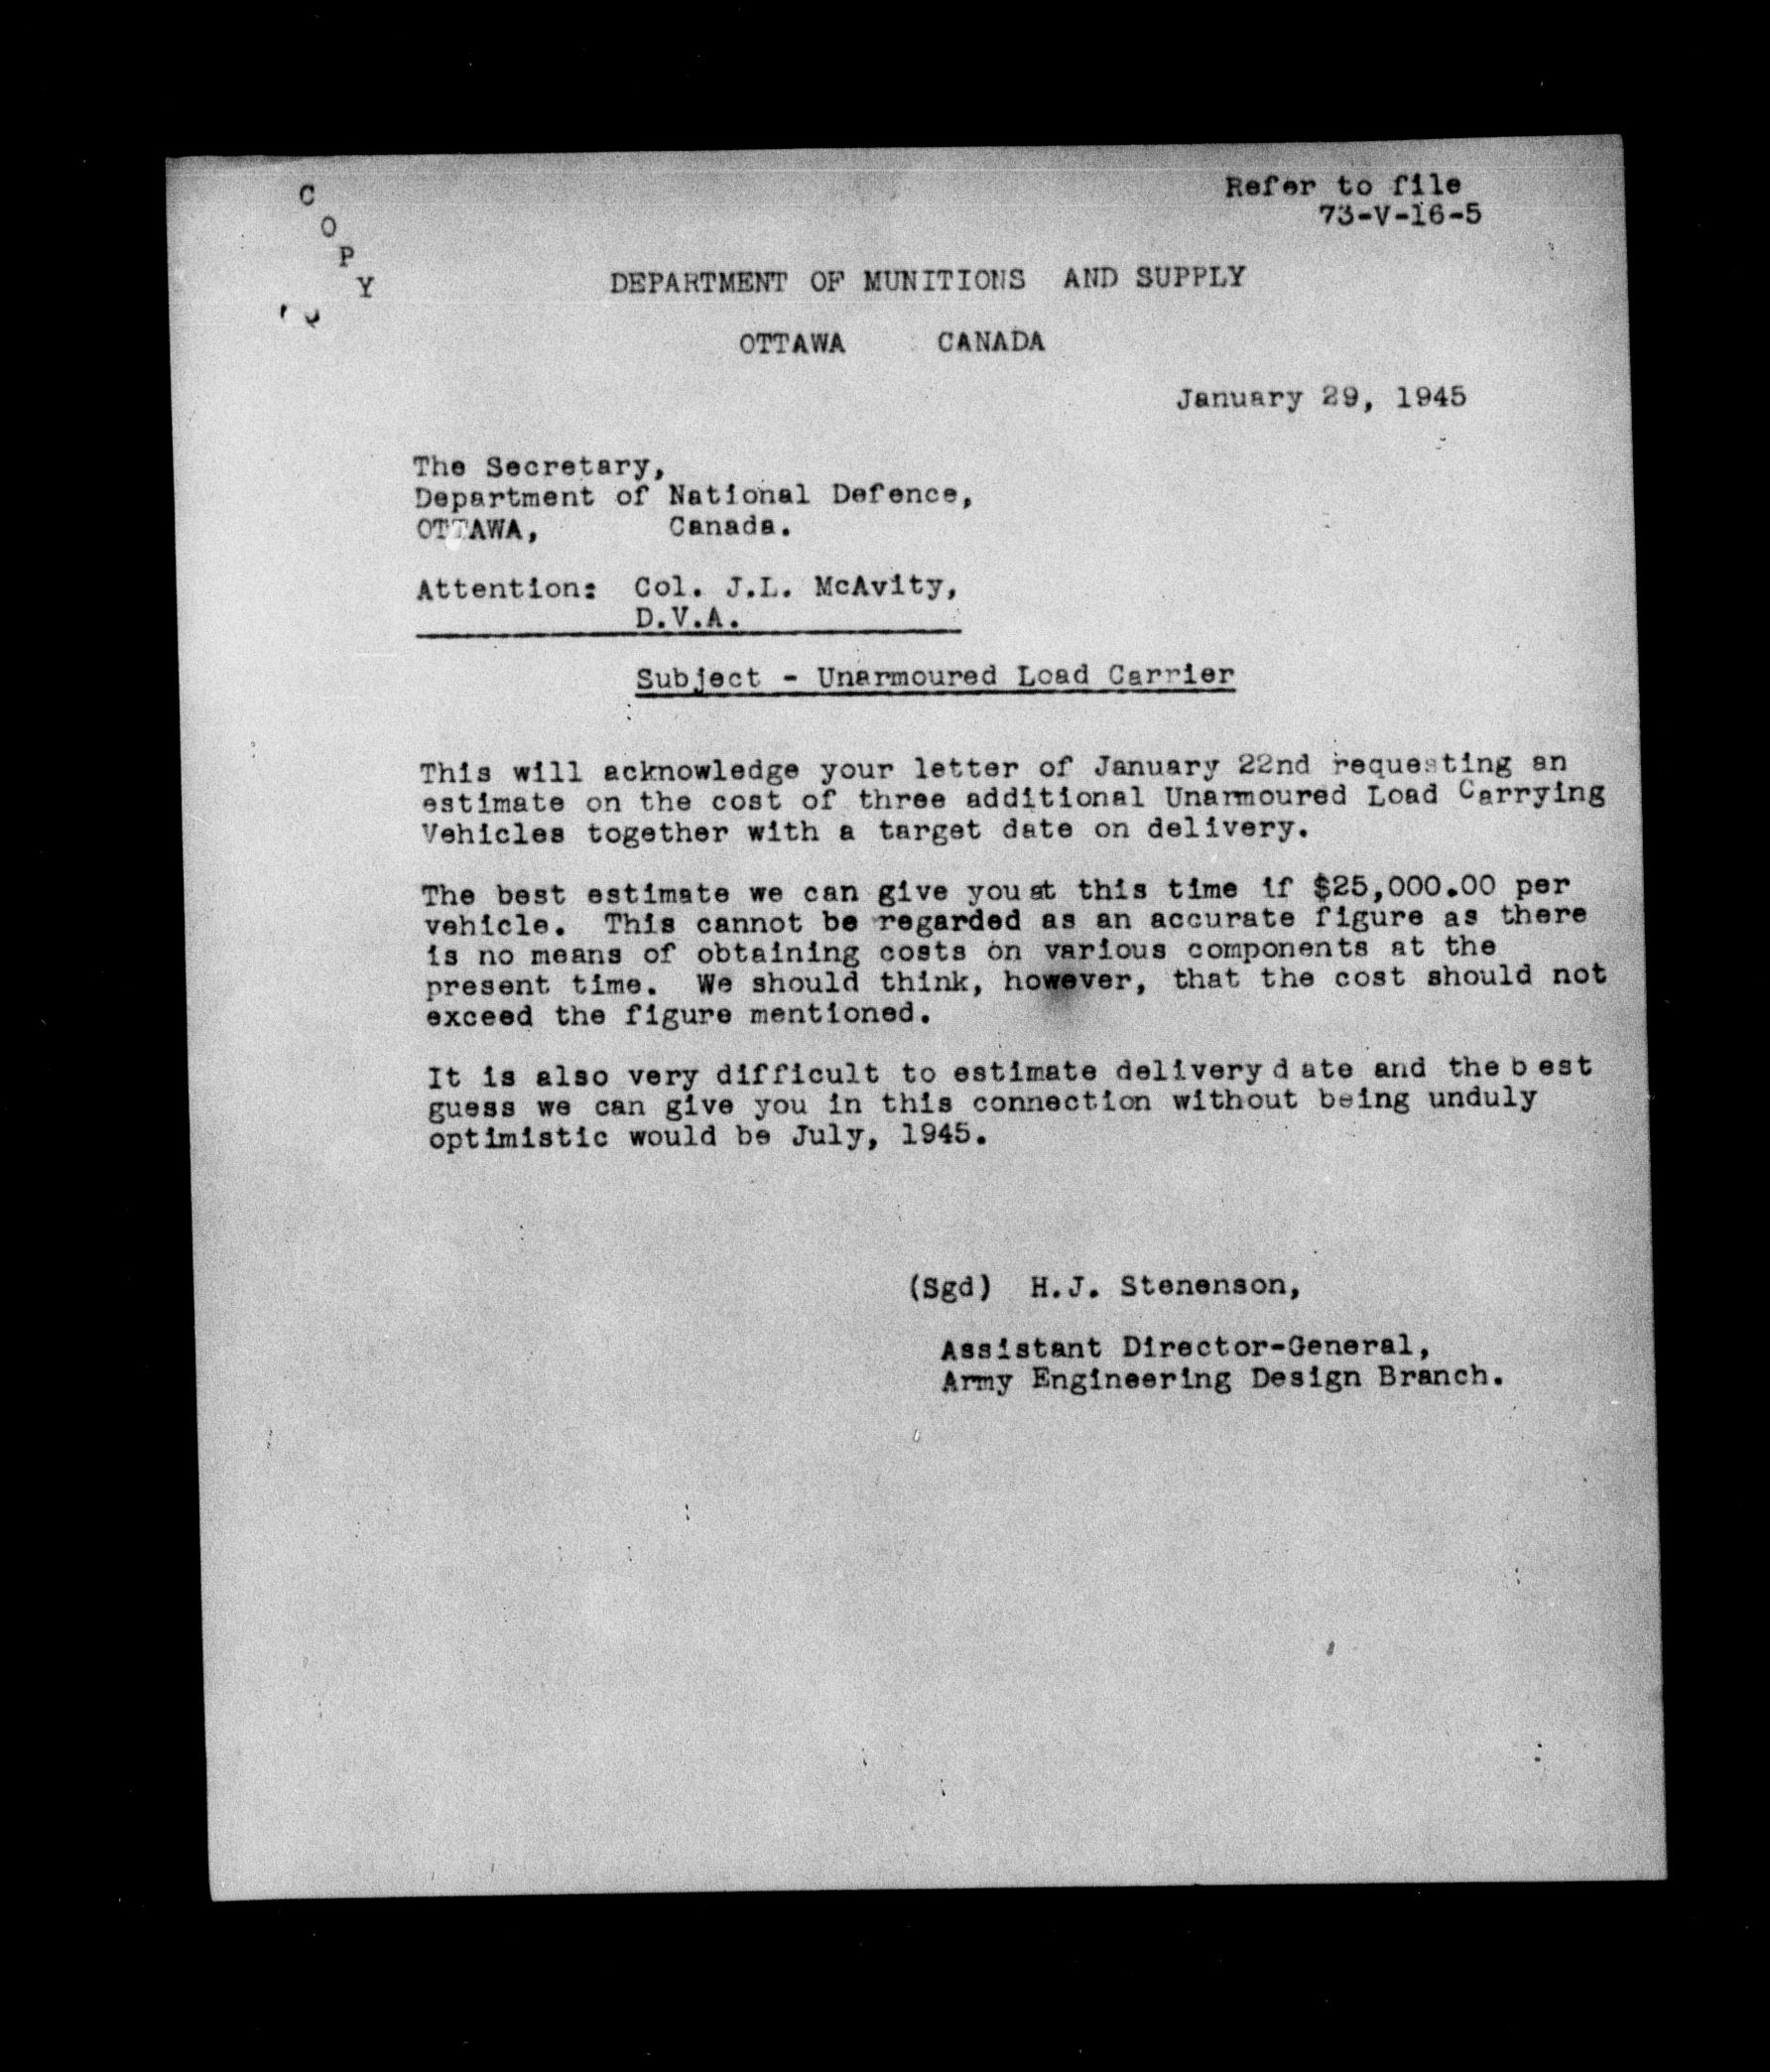 COPY
Refer to file
73-V-16-5
DEPARTMENT OF MUNITIONS AND SUPPLY
OTTAWA CANADA
January 29, 1945
The Secretary,
Department of National Defence,
OTTAWA, Canada.
Attention: Col. J.L. McAvity,
D.V.A.
Subject - Unarmoured Load Carrier
This will acknowledge your letter of January 22nd requesting an
estimate on the cost of three additional Unarmoured Load Carrying
Vehicles together with a target date on delivery.
The best estimate we can give you at this time if $25,000.00 per
vehicle. This cannot be regarded as an accurate figure as there
is no means of obtaining costs on various components at the
present time. We should think, however, that the cost should not
exceed the figure mentioned.
It is also very difficult to estimate delivery d ate and the b est
guess we can give you in this connection without being unduly
optimistic would be July, 1945.
(Sgd) H.J. Stenenson,
Assistant Director-General,
Army Engineering Design Branch.